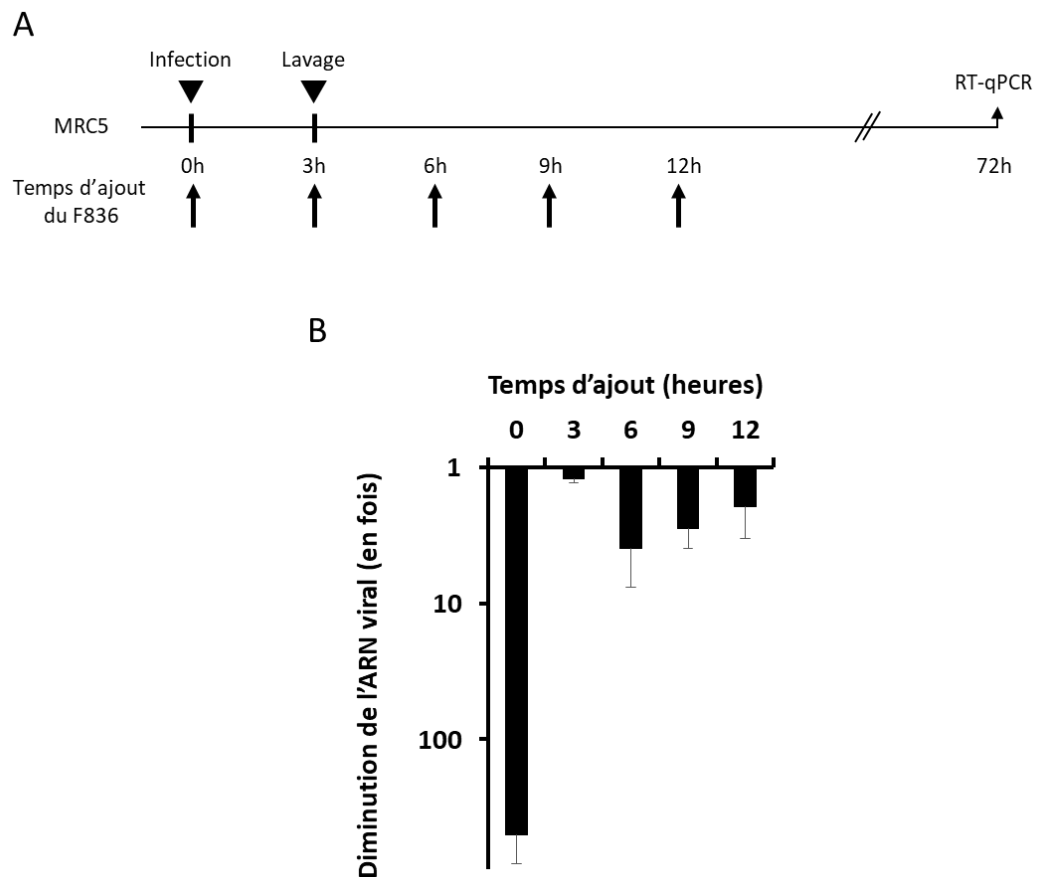 A
Infection Lavage
RT-qPCR
MRC5
0h 3h 6h 9h 12h 72h
Temps d'ajout
du F836
B
Temps d'ajout (heures)
0 3 6 9 12
1
10
100
Diminution de l'ARN viral (en fois)